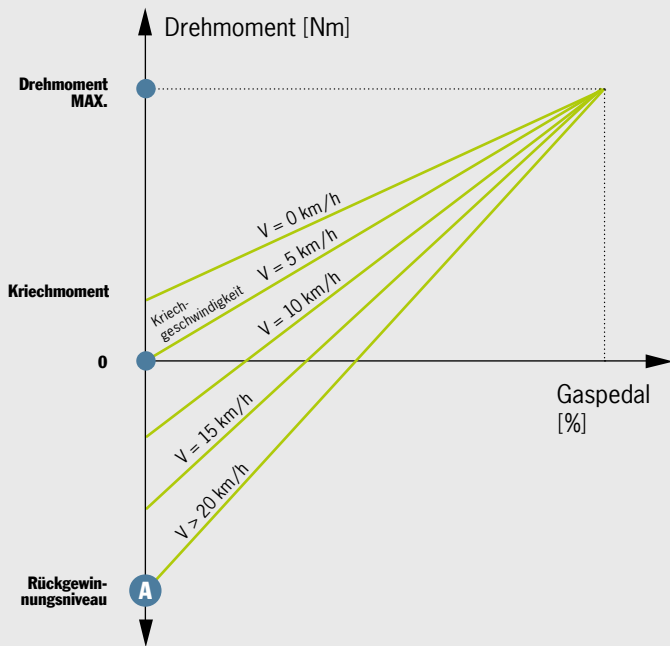 Drehmoment [Nm]
Drehmoment
MAX.
V = 0 km/h
V = 5 km/h
Kriechmoment
Kriech-
geschwindigkeit
V = 10 km/h
0
Gaspedal
[%]
V = 15 km/h
V > 20 km/h
Rückgewin-
nungsniveau
A